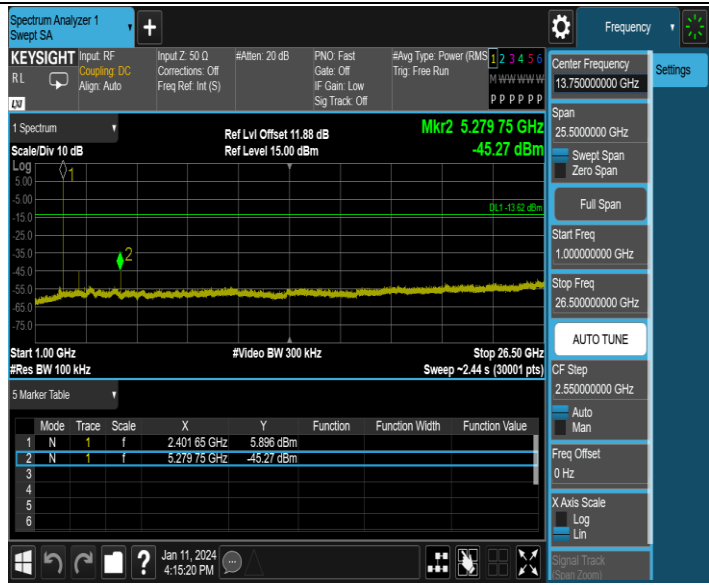 Spectrum Analyzer 1
Swept SA
Frequency
KEYSIGHT
RL
LXI
Input: RF
Coupling: DC
Align: Auto
Input Z: 50 Ω
Corrections: Off
Freq Ref: Int (S)
#Atten: 20 dB
PNO: Fast
Gate: Off
IF Gain: Low
Sig Track: Off
#Avg Type: Power (RMS
Trig: Free Run
1 2 3 4 5 6
M W W W W W
P P P P P P
1 Spectrum
Scale/Div 10 dB
Ref Lvl Offset 11.88 dB
Ref Level 15.00 dBm
Mkr2 5.279 75 GHz
-45.27 dBm
Log
5.00
-5.00
-15.0
-25.0
-35.0
-45.0
-55.0
-65.0
-75.0
1
2
DL1 -13.62 dBm
Start 1.00 GHz
#Res BW 100 kHz
#Video BW 300 kHz
Stop 26.50 GHz
Sweep ~2.44 s (30001 pts)
5 Marker Table
Mode Trace Scale X Y Function Function Width Function Value
1 N 1 f 2.401 65 GHz 5.896 dBm
2 N 1 f 5.279 75 GHz -45.27 dBm
3
4
5
6
?
Jan 11, 2024
4:15:20 PM
Center Frequency
13.750000000 GHz
Settings
Span
25.5000000 GHz
Swept Span
Zero Span
Full Span
Start Freq
1.000000000 GHz
Stop Freq
26.500000000 GHz
AUTO TUNE
CF Step
2.550000000 GHz
Auto
Man
Freq Offset
0 Hz
X Axis Scale
Log
Lin
Signal Track
(Span Zoom)